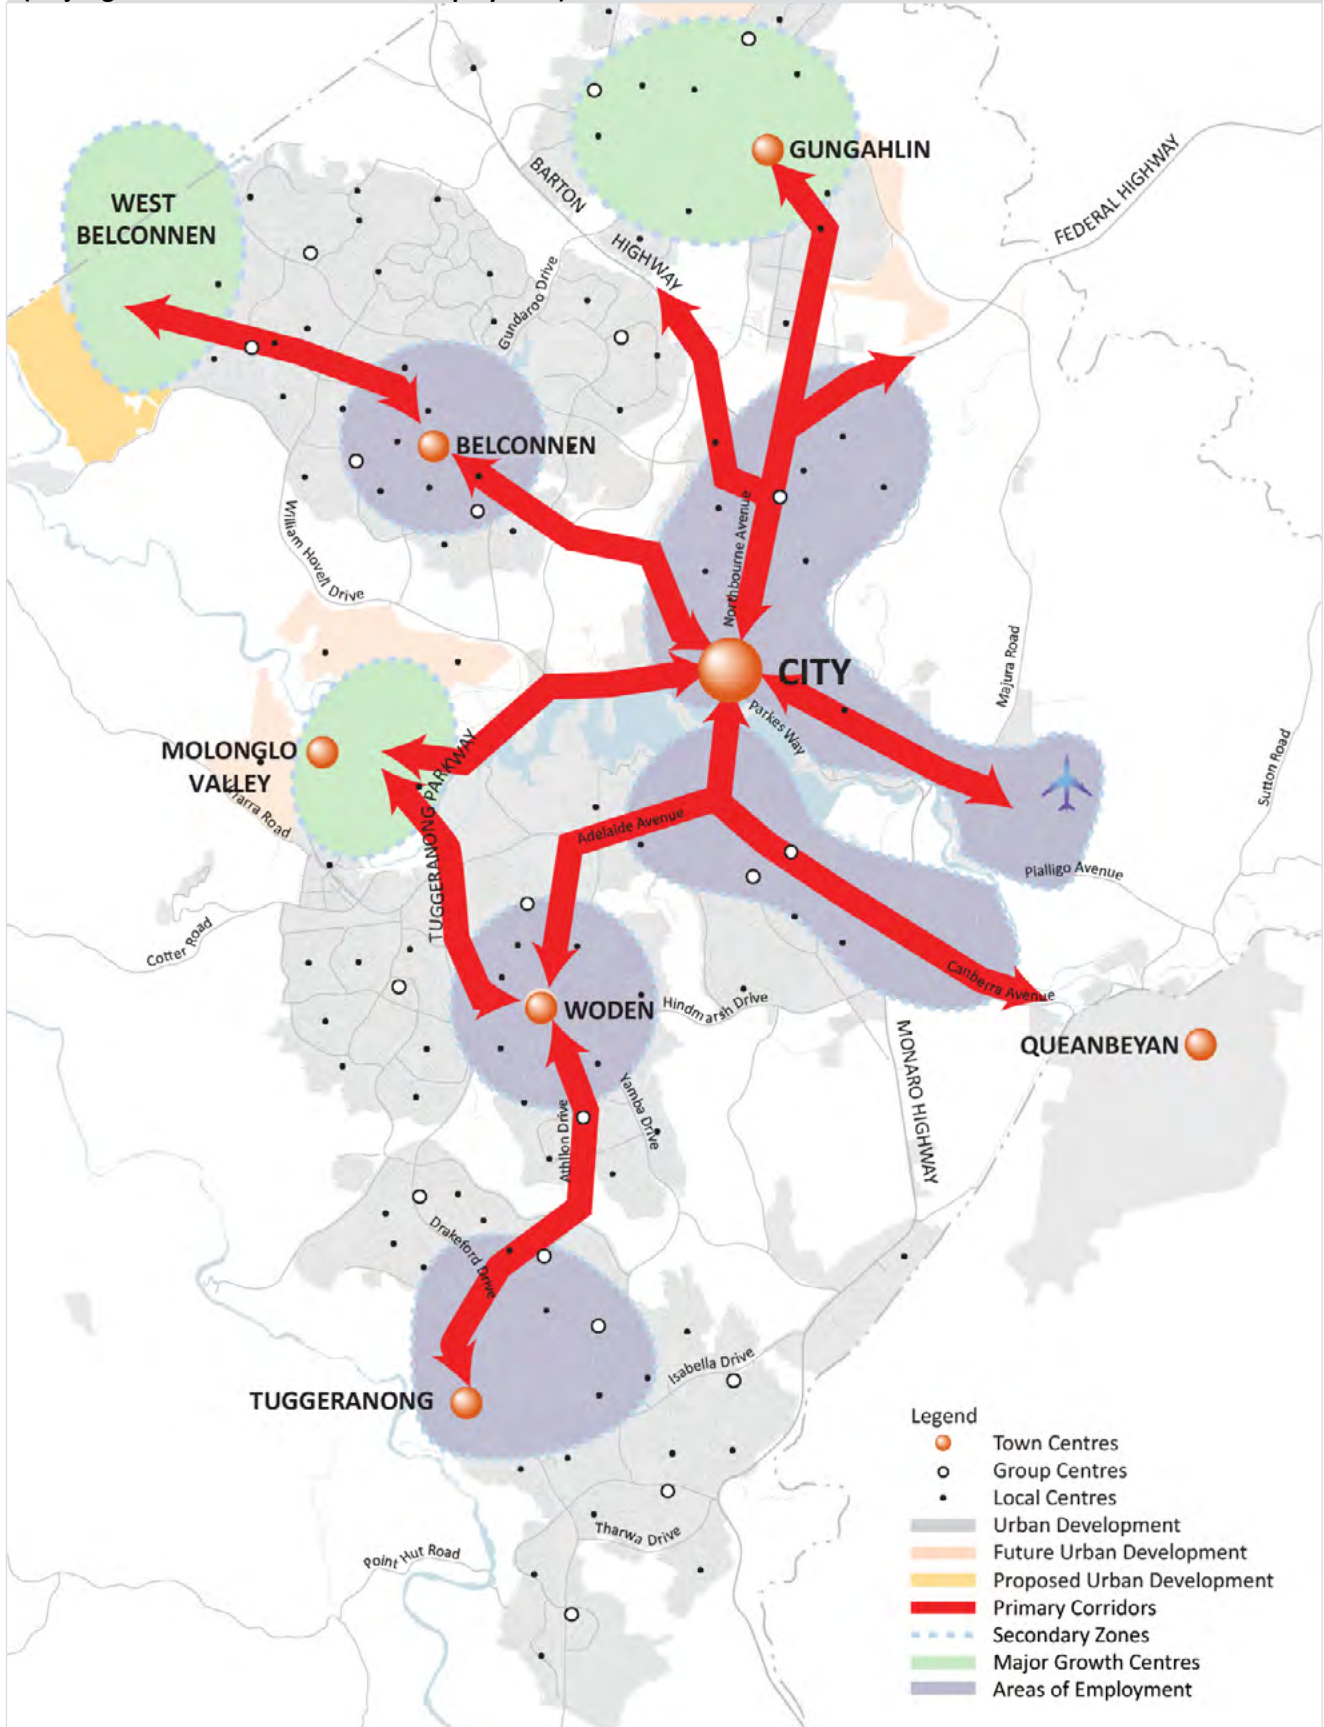 GUNGAHLIN
BARTON
HIGHWAY
FEDERAL HIGHWAY
WEST
BELCONNEN
Gundaroo Drive
BELCONNEN
William Hovell Drive
Northbourne Avenue
CITY
Parkes Way
Majura Road
Sutton Road
MOLONGLO
VALLEY
TUGGERANONG PARKWAY
Adelaide Avenue
Pialligo Avenue
Cotter Road
WODEN
Hindmarsh Drive
Canberra Avenue
QUEANBEYAN
MONARO HIGHWAY
Yamba Drive
Athllon Drive
Drakeford Drive
Isabella Drive
TUGGERANONG
Tharwa Drive
Point Hut Road
Legend
Town Centres
Group Centres
Local Centres
Urban Development
Future Urban Development
Proposed Urban Development
Primary Corridors
Secondary Zones
Major Growth Centres
Areas of Employment